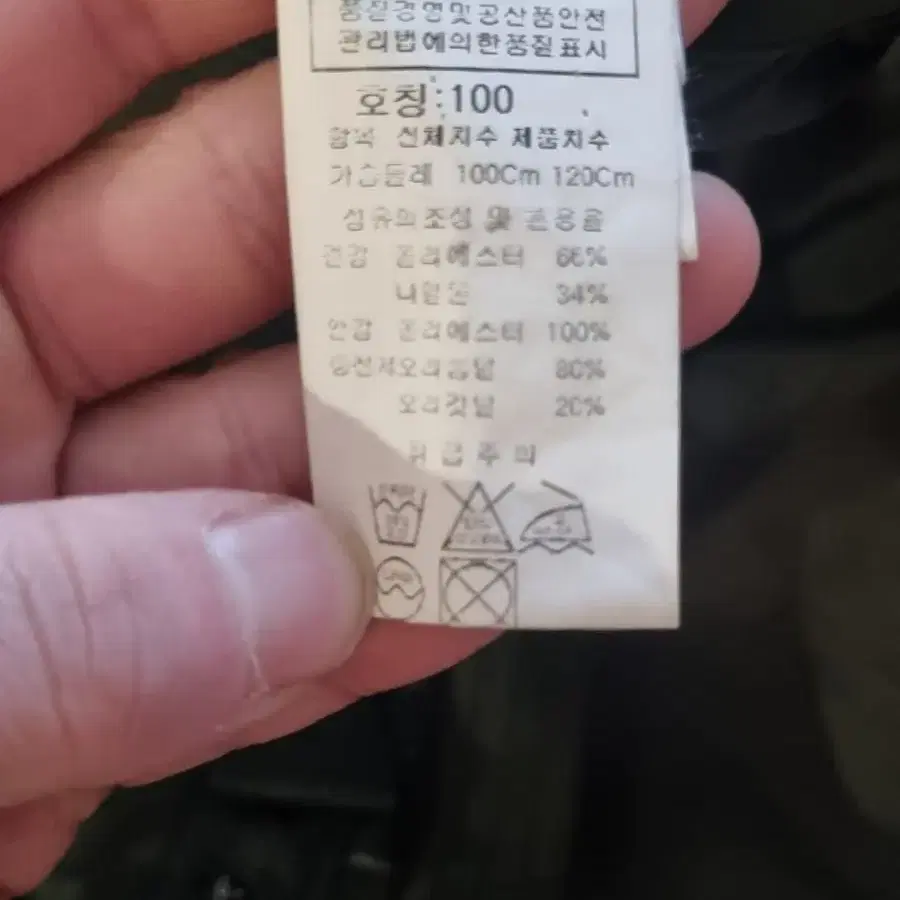 품질경영및공산품안전
관리법에의한품질표시
호칭:100
항목 신체치수 제품치수
가슴둘레 100Cm 120Cm
섬유의조성 및 혼용율
겉감 폴리에스터 66%
나일론 34%
안감 폴리에스터 100%
충전재오리솜털 80%
오리깃털 20%
취급주의